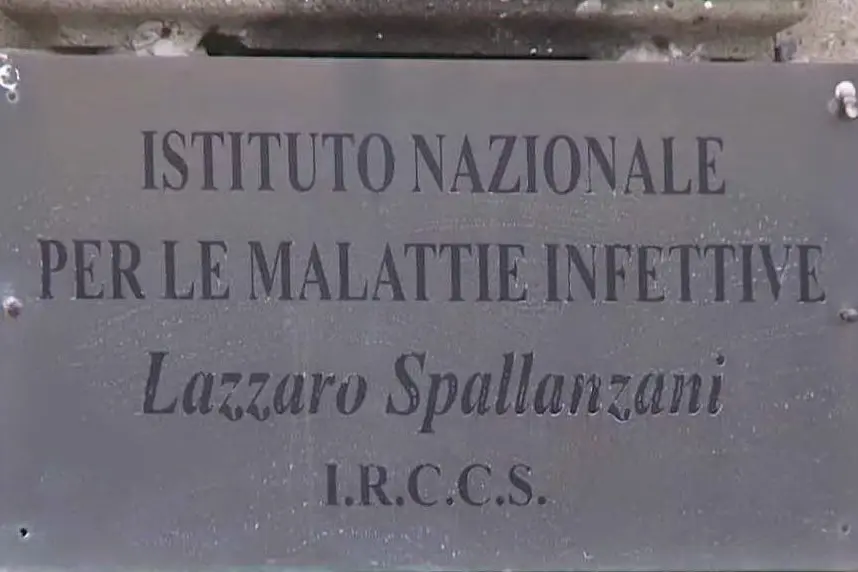 ISTITUTO NAZIONALE
PER LE MALATTIE INFETTIVE
Lazzaro Spallanzani
I.R.C.C.S.